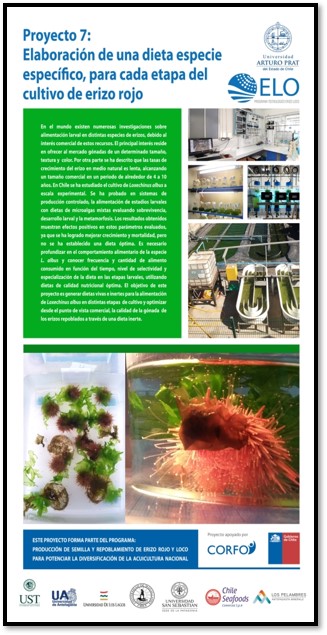 Proyecto 7:
Elaboración de una dieta especie
específico, para cada etapa del
cultivo de erizo rojo
Universidad
ARTURO PRAT
del Estado de Chile
ELO
En el mundo existen numerosas investigaciones sobre
alimentación larval en distintas especies de erizos, debido al
interés comercial de estos recursos. El principal interés reside
en ofrecer al mercado gónadas de un determinado tamaño,
textura y color. Por otra parte se describe que las tasas de
crecimiento del erizo en medio natural es lenta, alcanzando
un tamaño comercial en un período de alrededor de 4 a 10
años. En Chile se ha estudiado el cultivo de Loxechinus albus a
escala experimental. Se ha probado en sistemas de
producción controlada, la alimentación de estadios larvales
con dietas de microalgas mixtas evaluando sobrevivencia,
desarrollo larval y la metamorfosis. Los resultados obtenidos
muestran efectos positivos en estos parámetros evaluados,
ya que se ha logrado mejorar crecimiento y mortalidad, pero
no se ha establecido una dieta óptima. Es necesario
profundizar en el comportamiento alimentario de la especie
L. albus y conocer frecuencia y cantidad de alimento
consumido en función del tiempo, nivel de selectividad y
especialización de la dieta en las etapas larvales, utilizando
dietas de calidad nutricional óptima. El objetivo de este
proyecto es generar dietas vivas e inertes para la alimentación
de Loxechinus albus en distintas etapas de cultivo y optimizar
desde el punto de vista comercial, la calidad de la gónada de
los erizos repoblados a través de una dieta inerte.
ESTE PROYECTO FORMA PARTE DEL PROGRAMA:
PRODUCCIÓN DE SEMILLA Y REPOBLAMIENTO DE ERIZO ROJO Y LOCO
PARA POTENCIAR LA DIVERSIFICACIÓN DE LA ACUICULTURA NACIONAL
Proyecto apoyado por
CORFO
Gobierno
de Chile
UST
UA
Universidad
de Antofagasta
UNIVERSIDAD DE LOS LAGOS
UNIVERSIDAD
SAN SEBASTIAN
Chile
Seafoods
LOS PELAMBRES